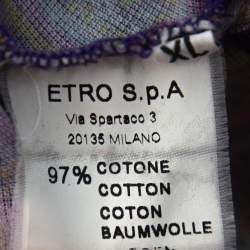 XL
ETRO S.p.A
Via Spartaco 3
20135 MILANO
97% COTONE
COTTON
COTON
BAUMWOLLE